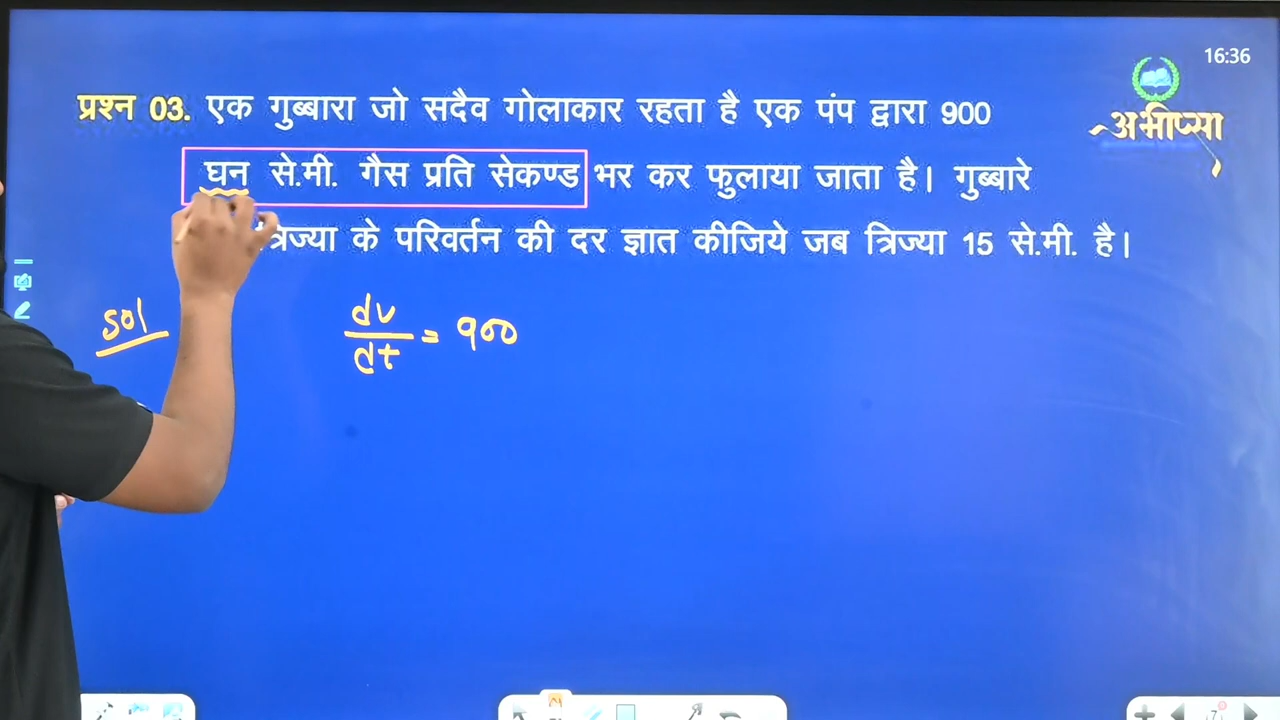 16:36
अभीप्सा
प्रश्न 03. एक गुब्बारा जो सदैव गोलाकार रहता है एक पंप द्वारा 900
घन से.मी. गैस प्रति सेकण्ड भर कर फुलाया जाता है। गुब्बारे
त्रिज्या के परिवर्तन की दर ज्ञात कीजिये जब त्रिज्या 15 से.मी. है।
sol
dv
dt = 900